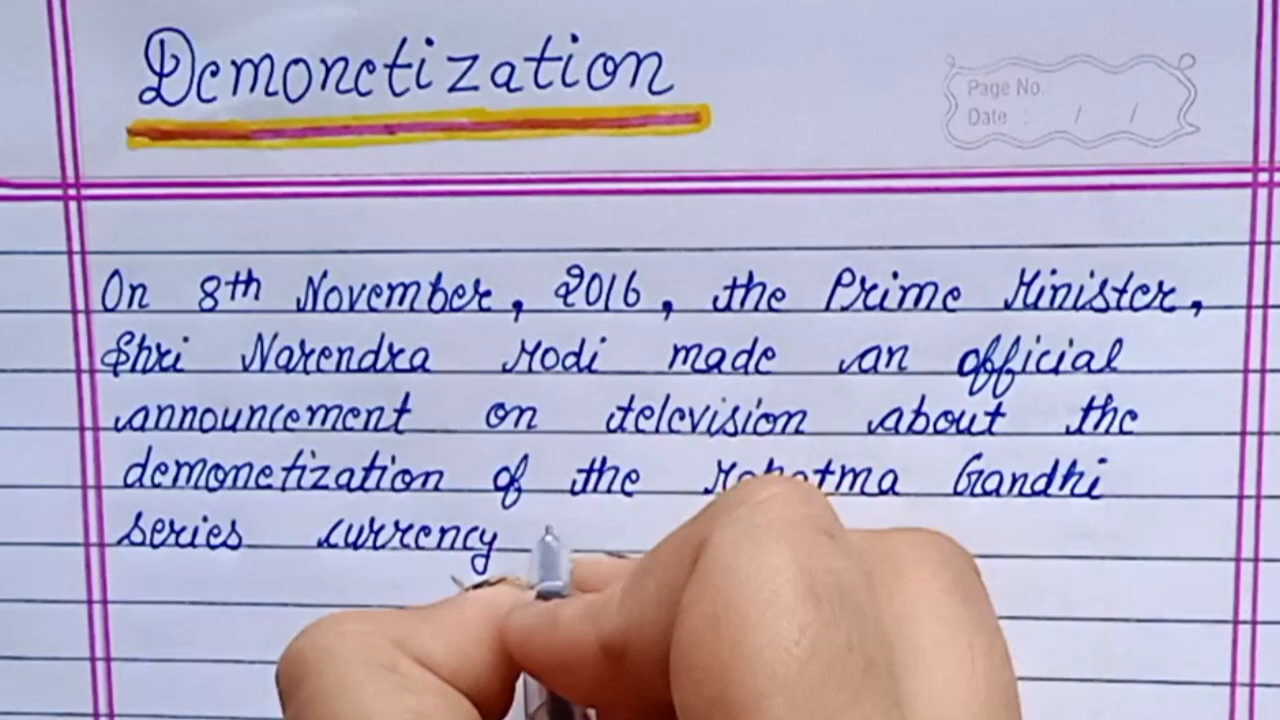 Demonetization
Page No.
Date : / /
On 8th November, 2016, the Prime Minister,
Shri Narendra Modi made an official
announcement on television about the
demonetization of the Mahatma Gandhi
series currency